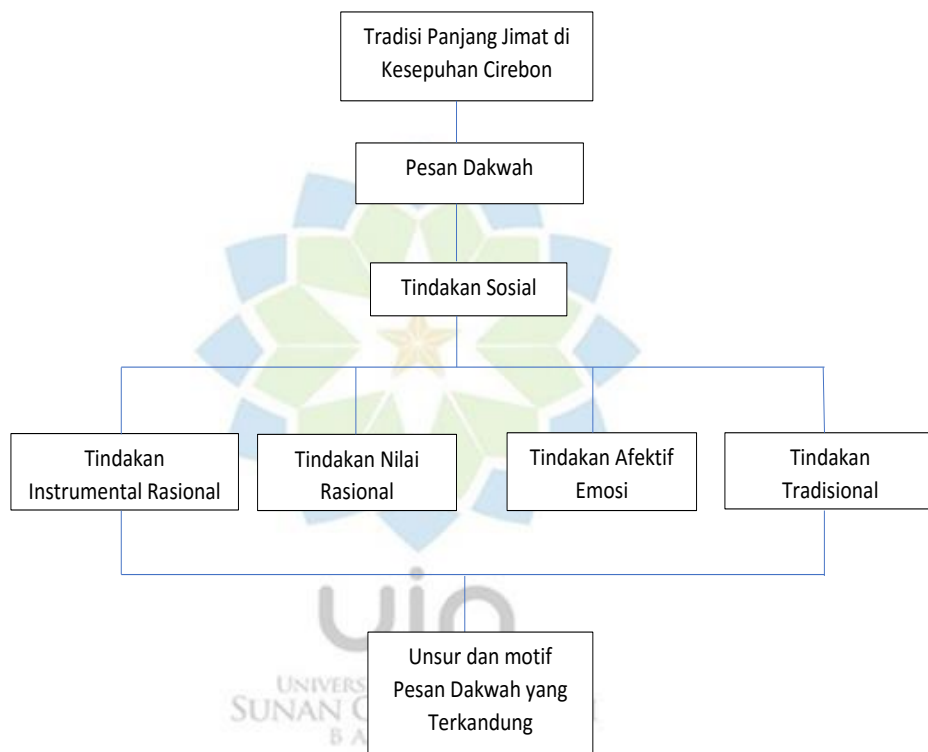 Tradisi Panjang Jimat di
Kesepuhan Cirebon
Pesan Dakwah
Tindakan Sosial
Tindakan
Instrumental Rasional
Tindakan Nilai
Rasional
Tindakan Afektif
Emosi
Tindakan
Tradisional
uin
Unsur dan motif
Pesan Dakwah yang
Terkandung
SUNAN